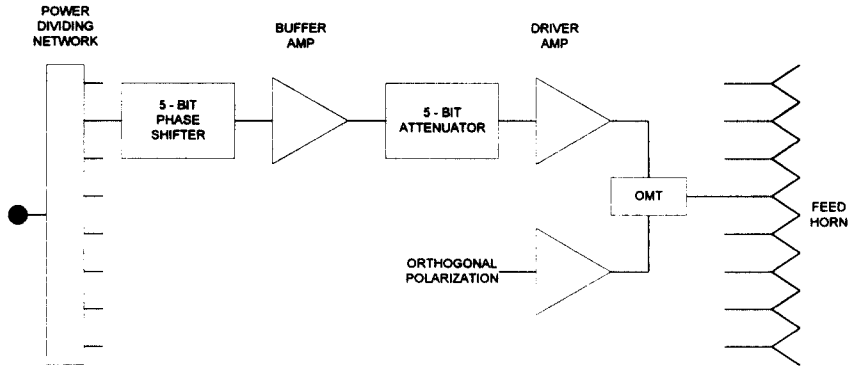 POWER
DIVIDING
NETWORK
BUFFER
AMP
DRIVER
AMP
5 - BIT
PHASE
SHIFTER
5 - BIT
ATTENUATOR
OMT
FEED
HORN
ORTHOGONAL
POLARIZATION